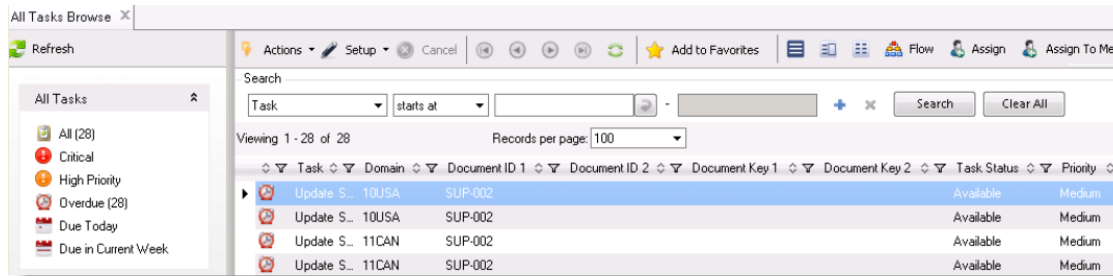 All Tasks Browse
Refresh
Actions Setup Cancel Add to Favorites Flow Assign Assign To Me
Search
All Tasks
Task starts at - Search Clear All
All (28)
Viewing 1 - 28 of 28 Records per page: 100
Critical
High Priority
Task Domain Document ID 1 Document ID 2 Document Key 1 Document Key 2 Task Status Priority
Overdue (28)
Update S... 10USA SUP-002 Available Medium
Due Today
Update S... 10USA SUP-002 Available Medium
Due in Current Week
Update S... 11CAN SUP-002 Available Medium
Update S... 11CAN SUP-002 Available Medium